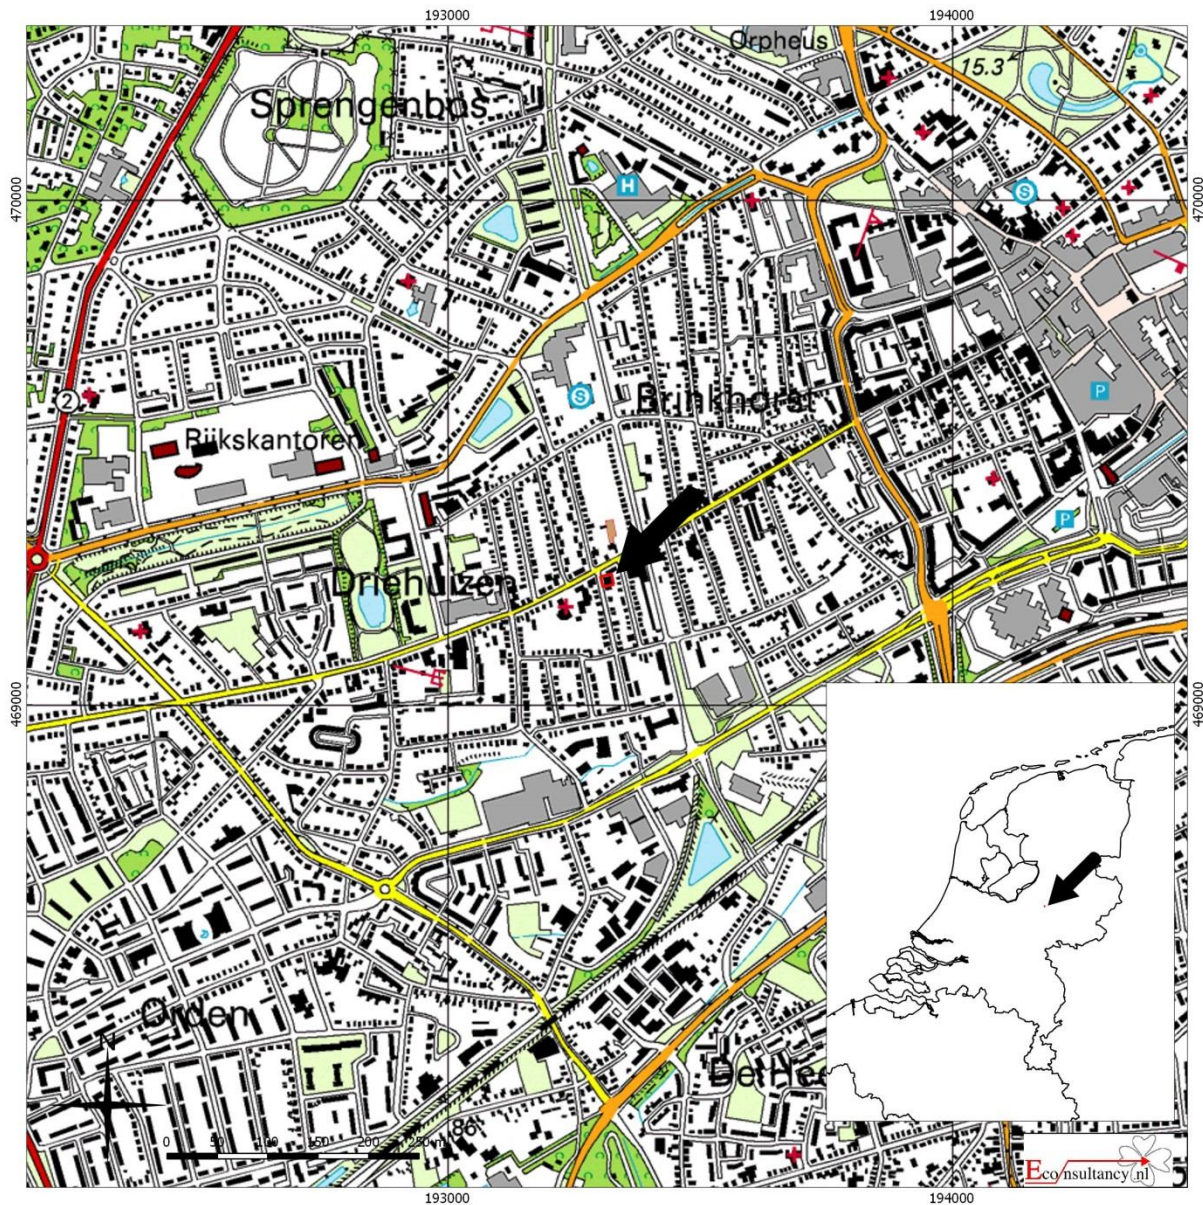 193000
194000
Orpheus
15.3
Sprengenbos
H
S
470000
470000
2
S
Brinkhorst
P
Rijkskantoren
P
Driehuizen
469000
469000
Orden
N
0 50 100 150 200 250 m
86
193000
194000
Econsultancy.nl